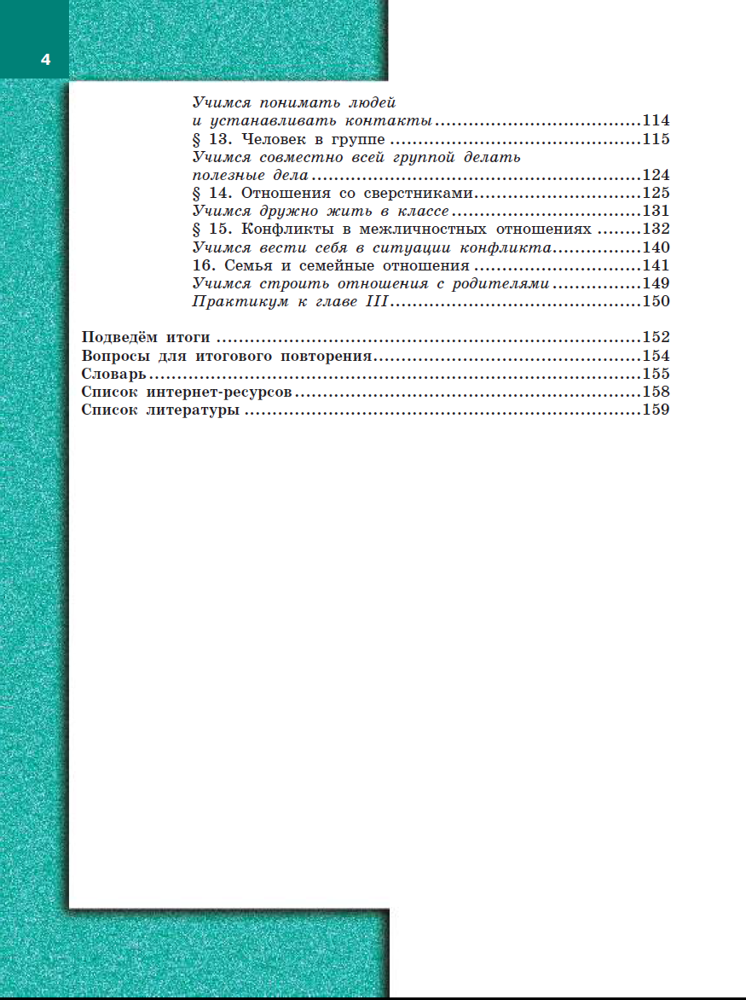 4
Учимся понимать людей
и устанавливать контакты.....................................114
§ 13. Человек в группе .............................................115
Учимся совместно всей группой делать
полезные дела...........................................................124
§ 14. Отношения со сверстниками..............................125
Учимся дружно жить в классе..................................131
§ 15. Конфликты в межличностных отношениях ........132
Учимся вести себя в ситуации конфликта................140
16. Семья и семейные отношения ..............................141
Учимся строить отношения с родителями................149
Практикум к главе III.............................................150
Подведём итоги ............................................................................152
Вопросы для итогового повторения................................................154
Словарь........................................................................................155
Список интернет-ресурсов..............................................................158
Список литературы .......................................................................159